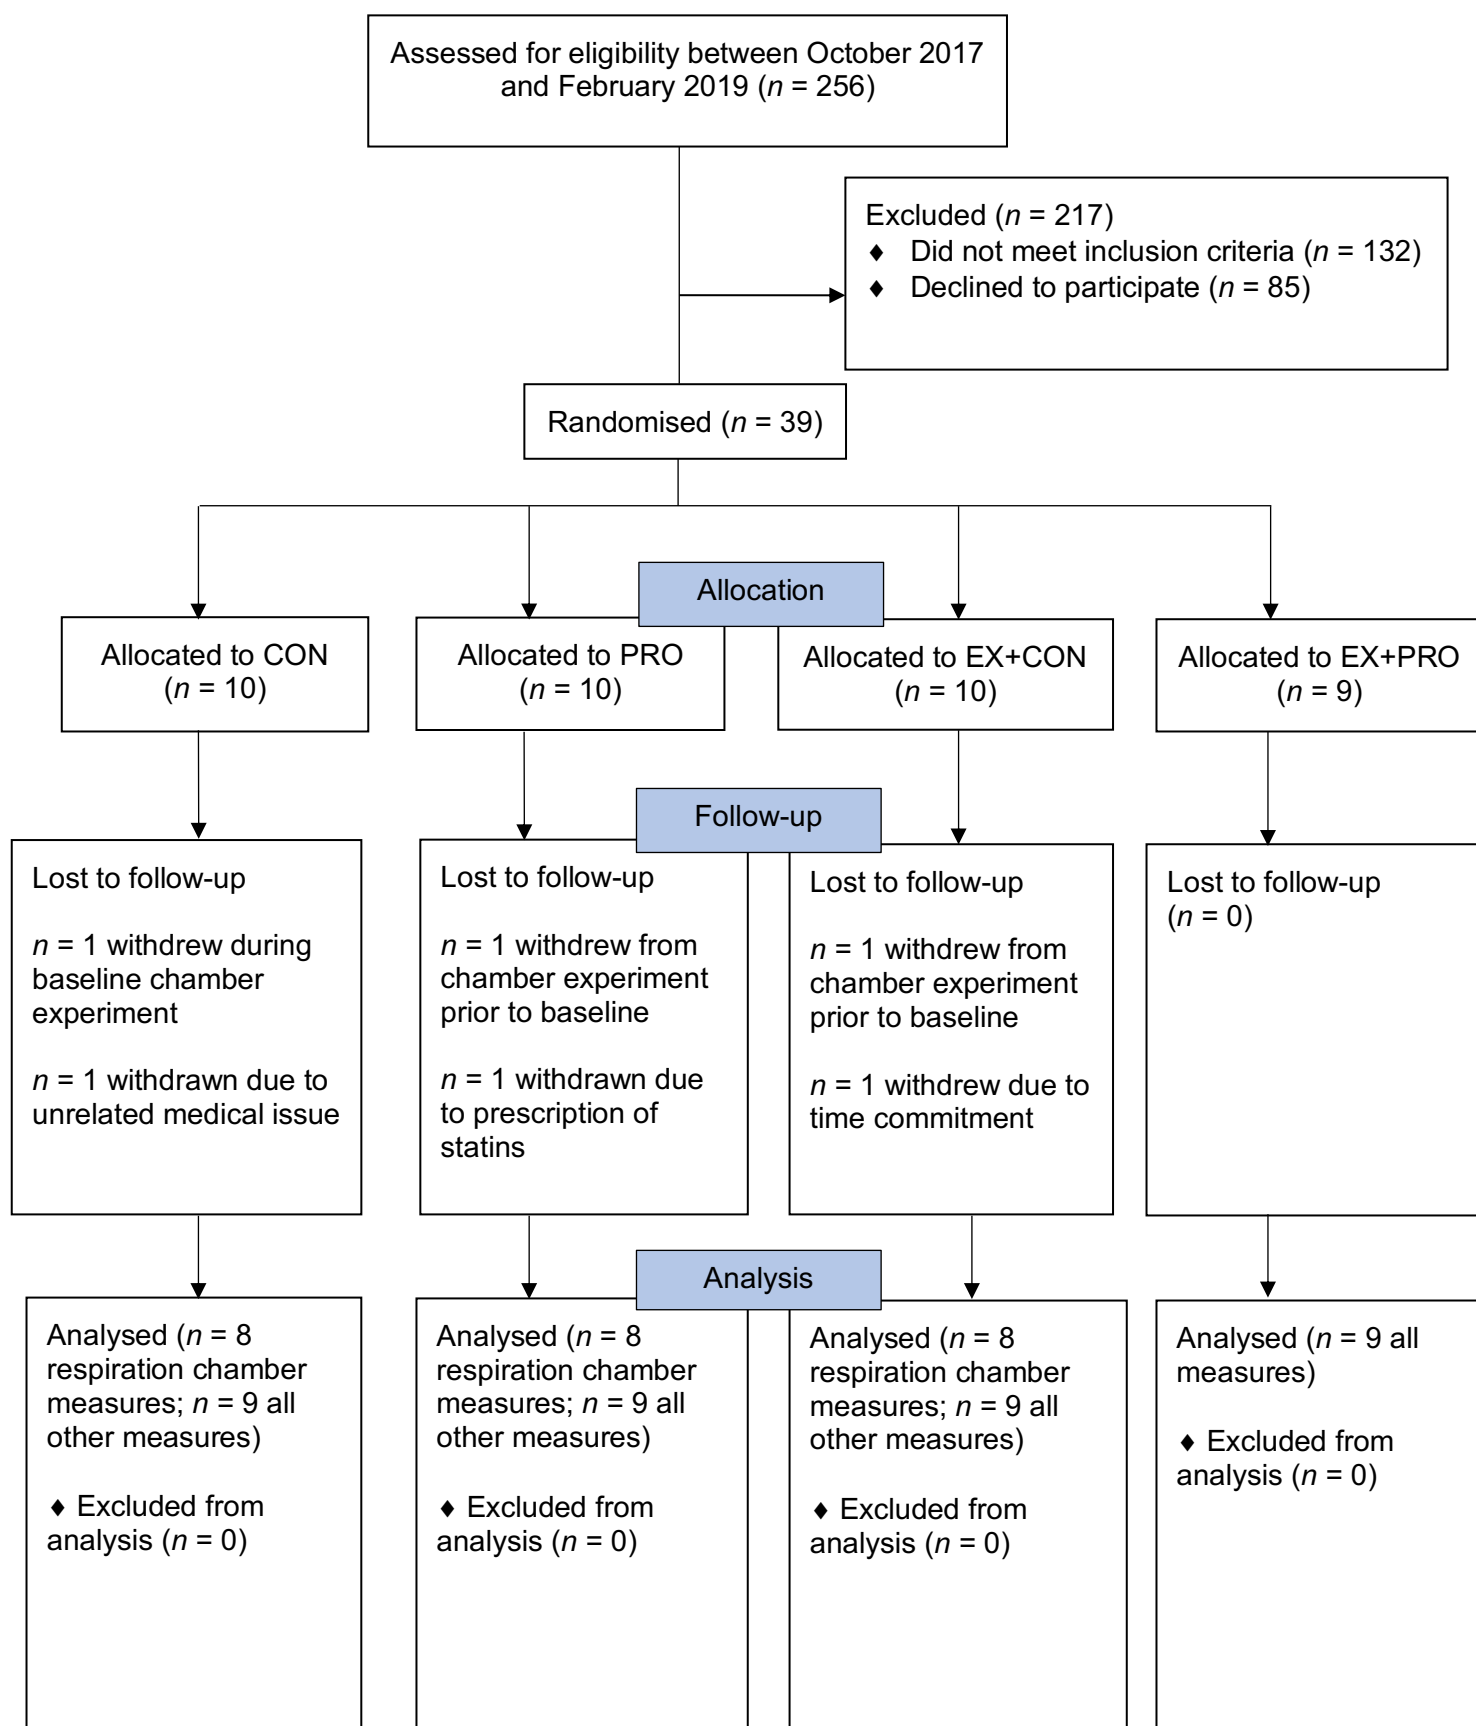 Assessed for eligibility between October 2017
and February 2019 (n = 256)
Excluded (n = 217)
♦ Did not meet inclusion criteria (n = 132)
♦ Declined to participate (n = 85)
Randomised (n = 39)
Allocation
Allocated to CON
(n = 10)
Allocated to PRO
(n = 10)
Allocated to EX+CON
(n = 10)
Allocated to EX+PRO
(n = 9)
Follow-up
Lost to follow-up
n = 1 withdrew during
baseline chamber
experiment
n = 1 withdrawn due to
unrelated medical issue
Lost to follow-up
n = 1 withdrew from
chamber experiment
prior to baseline
n = 1 withdrawn due
to prescription of
statins
Lost to follow-up
n = 1 withdrew from
chamber experiment
prior to baseline
n = 1 withdrew due to
time commitment
Lost to follow-up
(n = 0)
Analysis
Analysed (n = 8
respiration chamber
measures; n = 9 all
other measures)
♦ Excluded from
analysis (n = 0)
Analysed (n = 8
respiration chamber
measures; n = 9 all
other measures)
♦ Excluded from
analysis (n = 0)
Analysed (n = 8
respiration chamber
measures; n = 9 all
other measures)
♦ Excluded from
analysis (n = 0)
Analysed (n = 9 all
measures)
♦ Excluded from
analysis (n = 0)